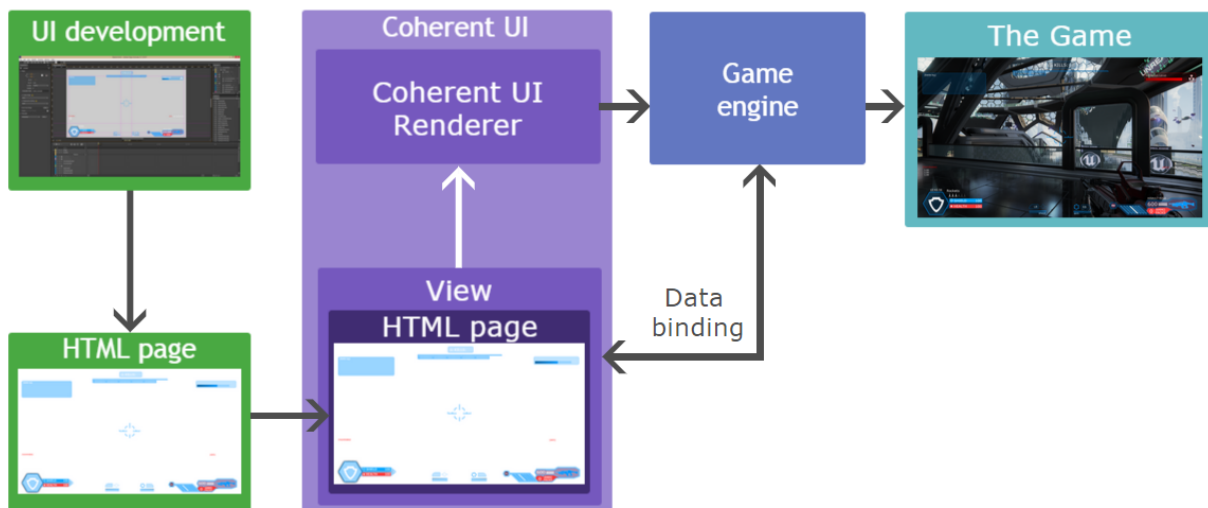 UI development
Coherent UI
Coherent UI
Renderer
Game
engine
The Game
View
HTML page
Data
binding
HTML page